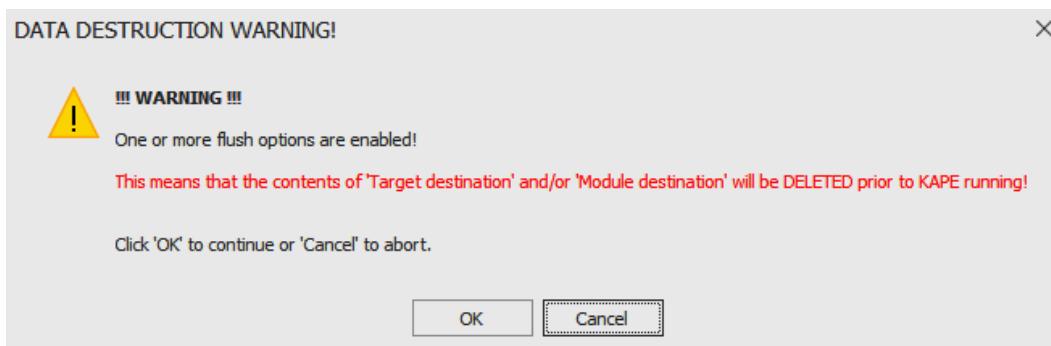 DATA DESTRUCTION WARNING!
!!! WARNING !!!
One or more flush options are enabled!
This means that the contents of 'Target destination' and/or 'Module destination' will be DELETED prior to KAPE running!
Click 'OK' to continue or 'Cancel' to abort.
OK
Cancel